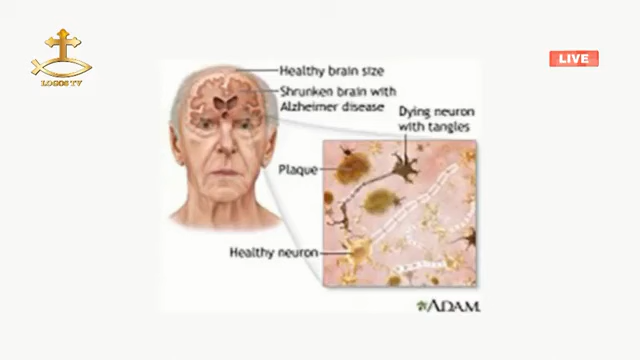 LOGOS TV
LIVE
Healthy brain size
Shrunken brain with
Alzheimer disease
Dying neuron
with tangles
Plaque
Healthy neuron
ADAM